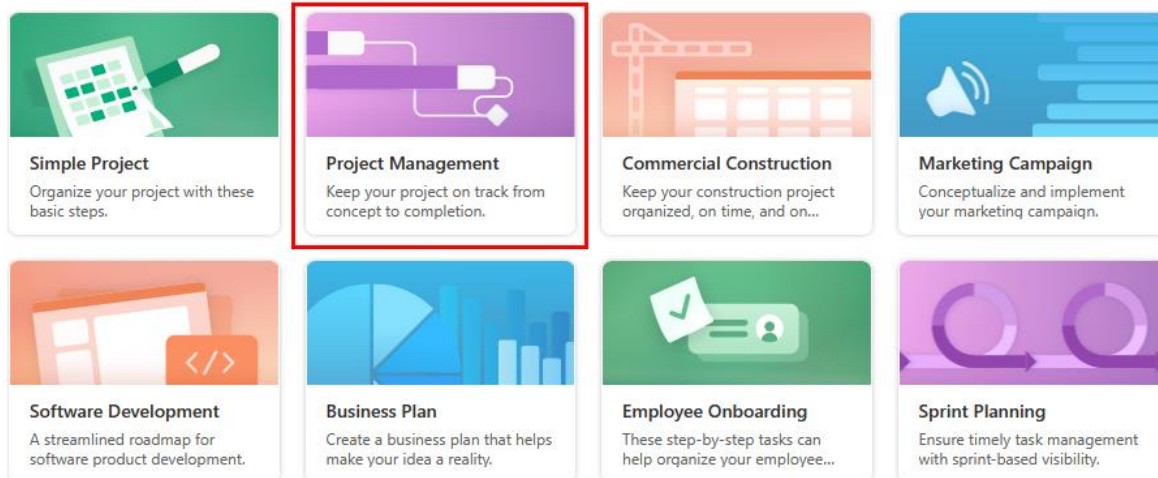 Simple Project
Organize your project with these
basic steps.
Project Management
Keep your project on track from
concept to completion.
Commercial Construction
Keep your construction project
organized, on time, and on...
Marketing Campaign
Conceptualize and implement
your marketing campaign.
</>
Software Development
A streamlined roadmap for
software product development.
Business Plan
Create a business plan that helps
make your idea a reality.
Employee Onboarding
These step-by-step tasks can
help organize your employee...
Sprint Planning
Ensure timely task management
with sprint-based visibility.